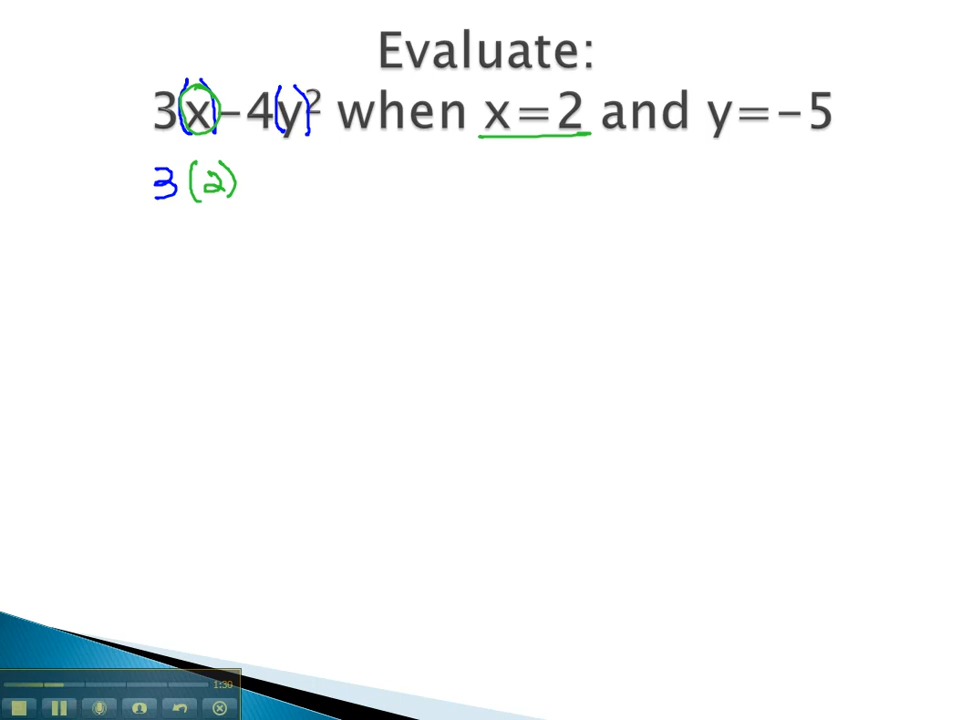 Evaluate:
3(x)-4(y)² when x=2 and y=-5
3(2)
1:30